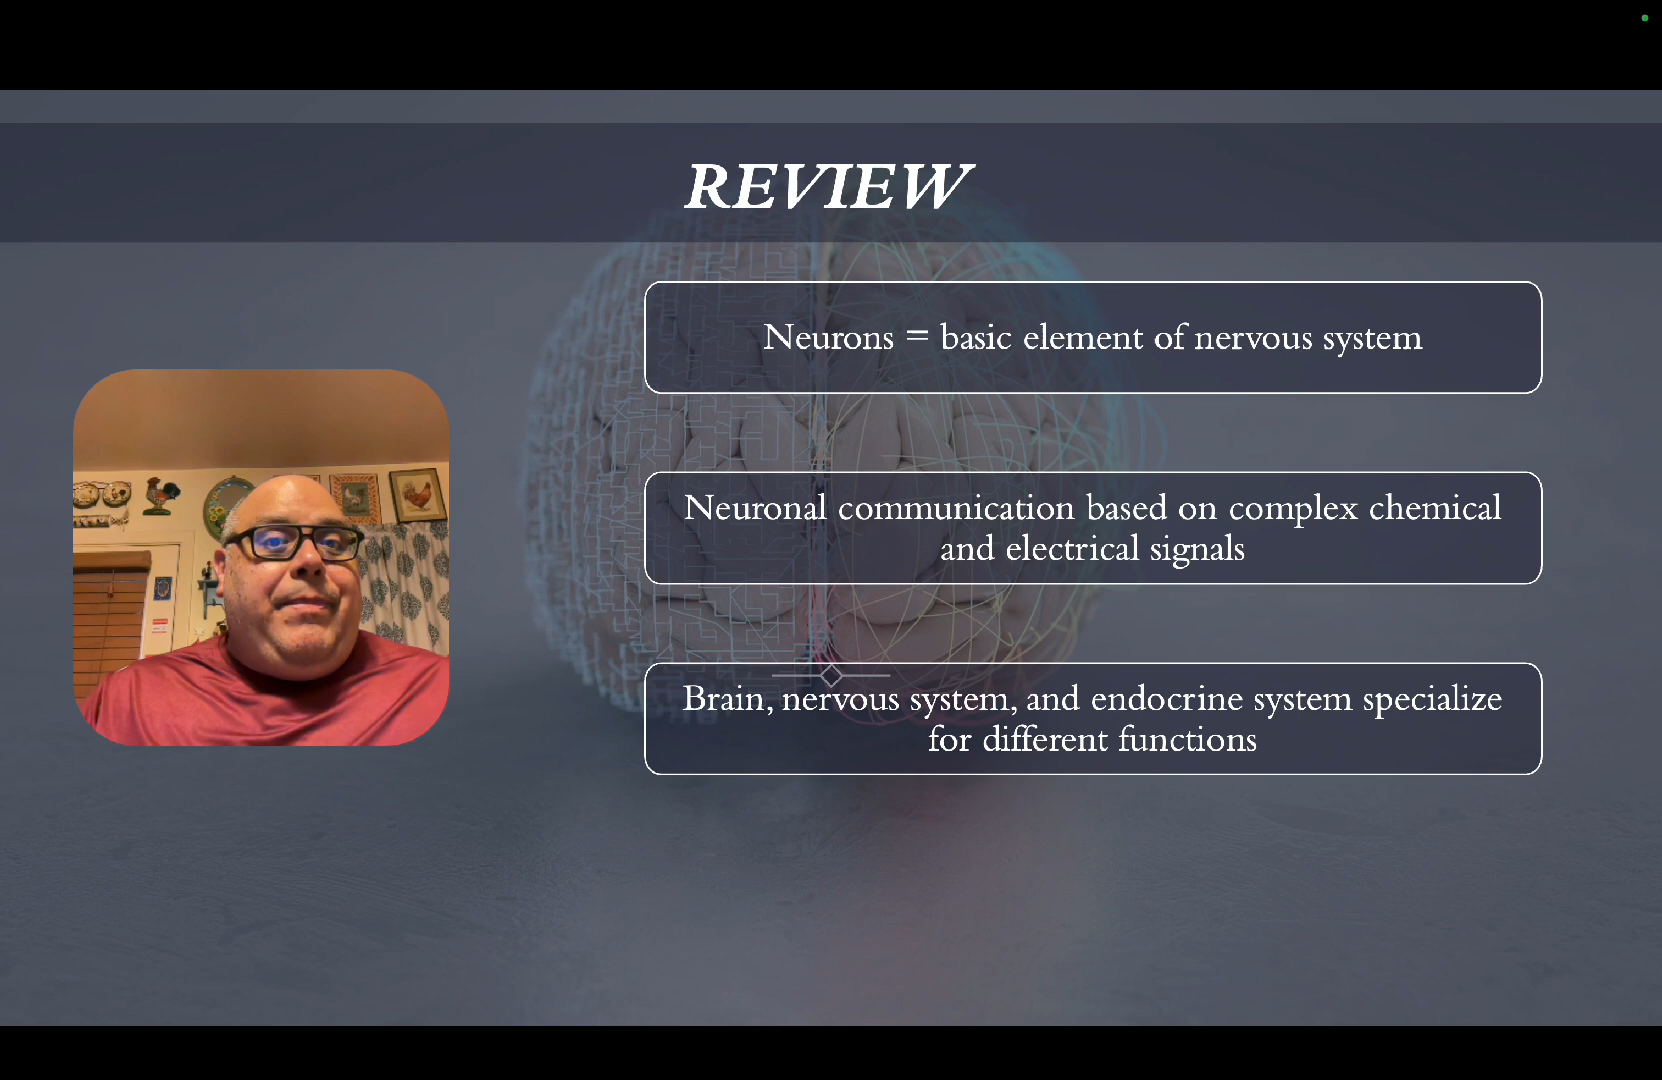 REVIEW
Neurons = basic element of nervous system
Neuronal communication based on complex chemical
and electrical signals
Brain, nervous system, and endocrine system specialize
for different functions